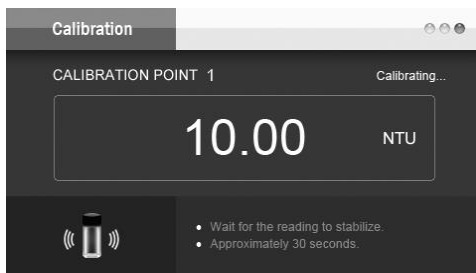 Calibration
CALIBRATION POINT 1
Calibrating...
10.00 NTU
Wait for the reading to stabilize.
Approximately 30 seconds.